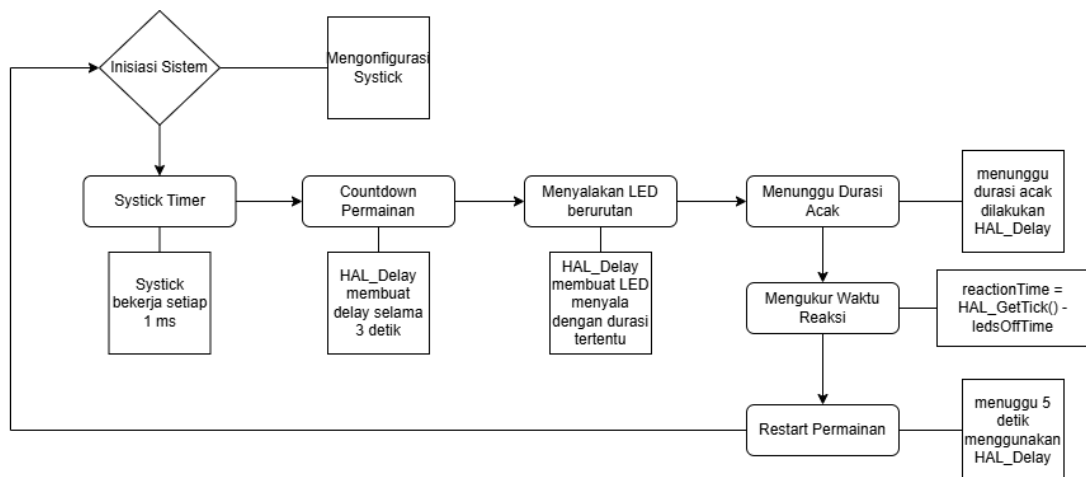 Inisiasi Sistem
Mengonfigurasi
Systick
Systick Timer
Countdown
Permainan
Menyalakan LED
berurutan
Menunggu Durasi
Acak
menunggu
durasi acak
dilakukan
HAL_Delay
Systick
bekerja setiap
1 ms
HAL_Delay
membuat
delay selama
3 detik
HAL_Delay
membuat LED
menyala
dengan durasi
tertentu
Mengukur Waktu
Reaksi
reactionTime =
HAL_GetTick() -
ledsOffTime
Restart Permainan
menuggu 5
detik
menggunakan
HAL_Delay